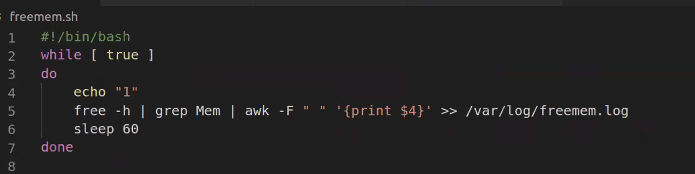 freemem.sh
1 #!/bin/bash
2 while [ true ]
3 do
4     echo "1"
5     free -h | grep Mem | awk -F " " '{print $4}' >> /var/log/freemem.log
6     sleep 60
7 done
8